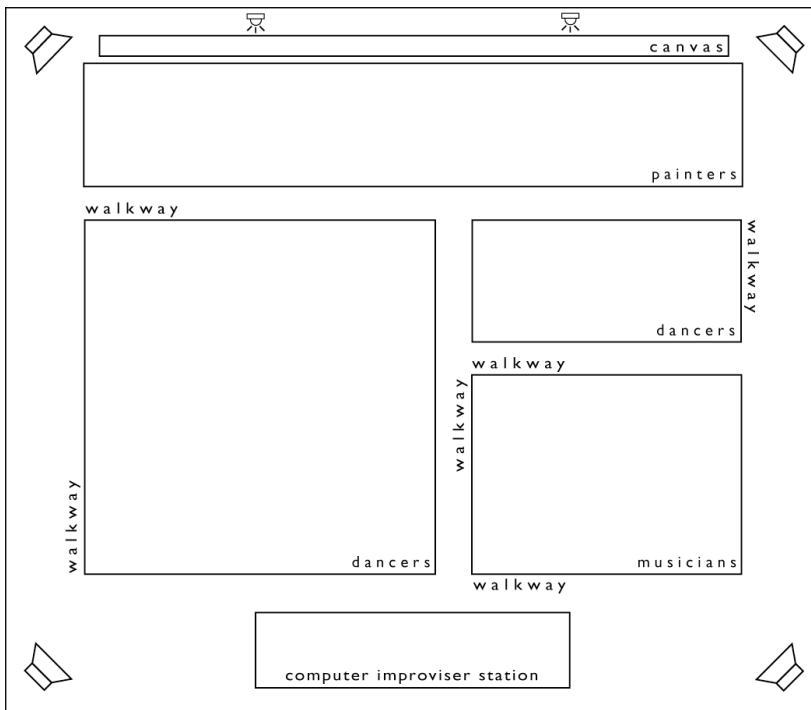 canvas
painters
walkway
walkway
dancers
walkway
walkway
walkway
dancers
musicians
walkway
computer improviser station